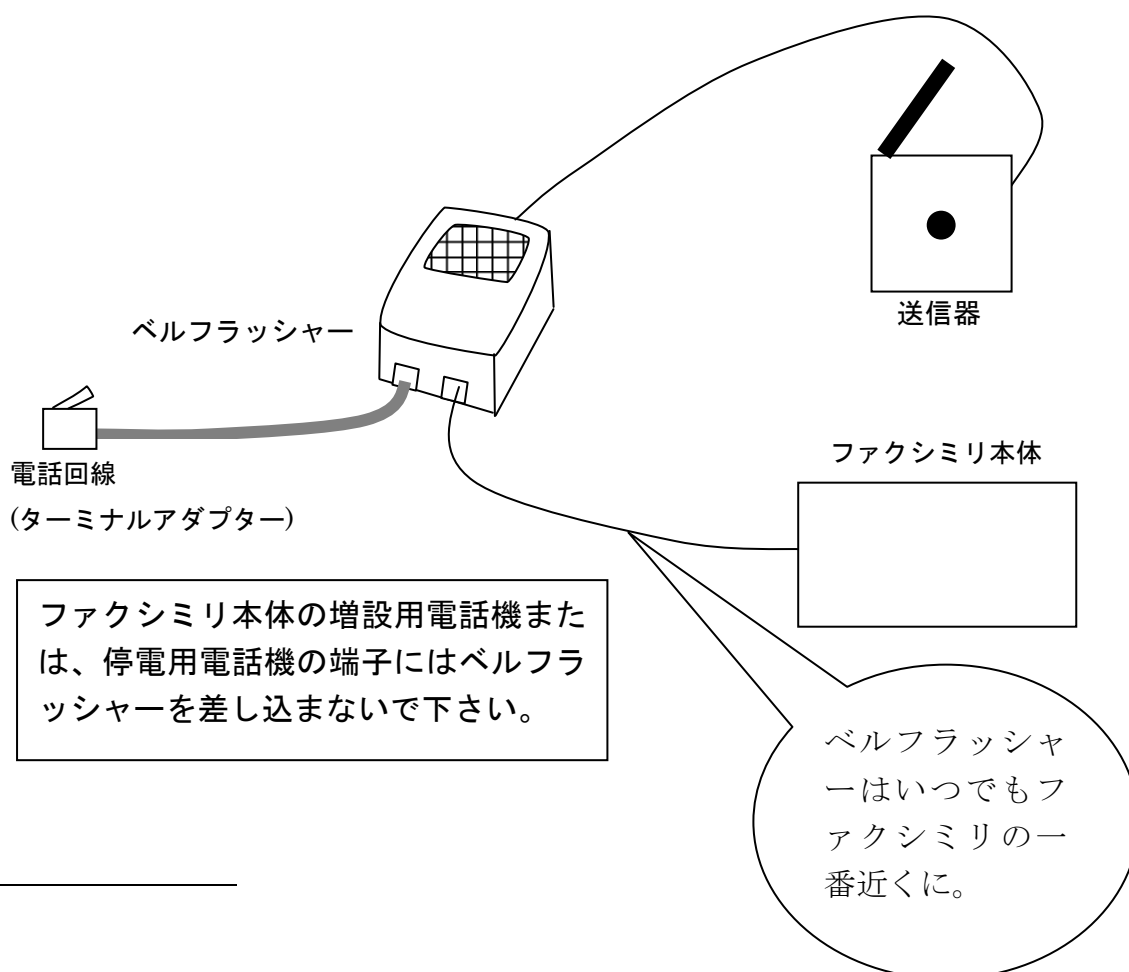 送信器
ベルフラッシャー
ファクシミリ本体
電話回線
(ターミナルアダプター)
ファクシミリ本体の増設用電話機また
は、停電用電話機の端子にはベルフラ
ッシャーを差し込まないで下さい。
ベルフラッシャ
ーはいつでもフ
ァクシミリの一
番近くに。